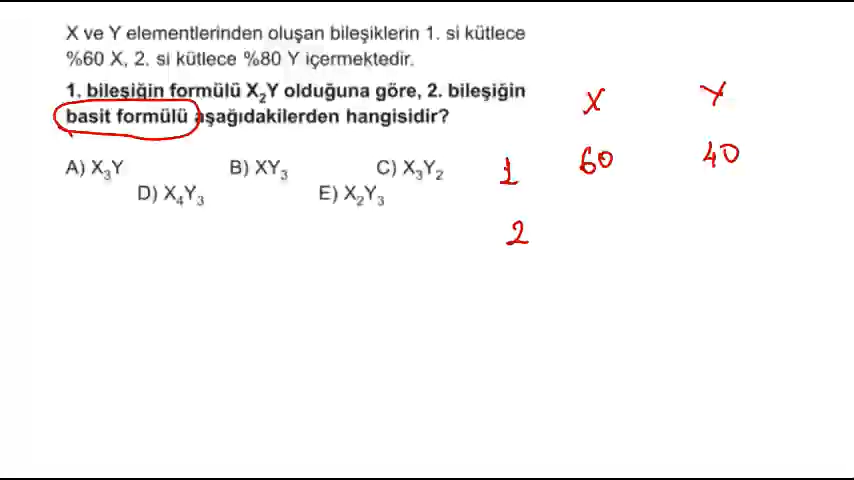 X ve Y elementlerinden oluşan bileşiklerin 1. si kütlece
%60 X, 2. si kütlece %80 Y içermektedir.
1. bileşiğin formülü X₂Y olduğuna göre, 2. bileşiğin
basit formülü aşağıdakilerden hangisidir?
A) X₃Y B) XY₃ C) X₃Y₂
D) X₄Y₃ E) X₂Y₃
X Y
1 60 40
2